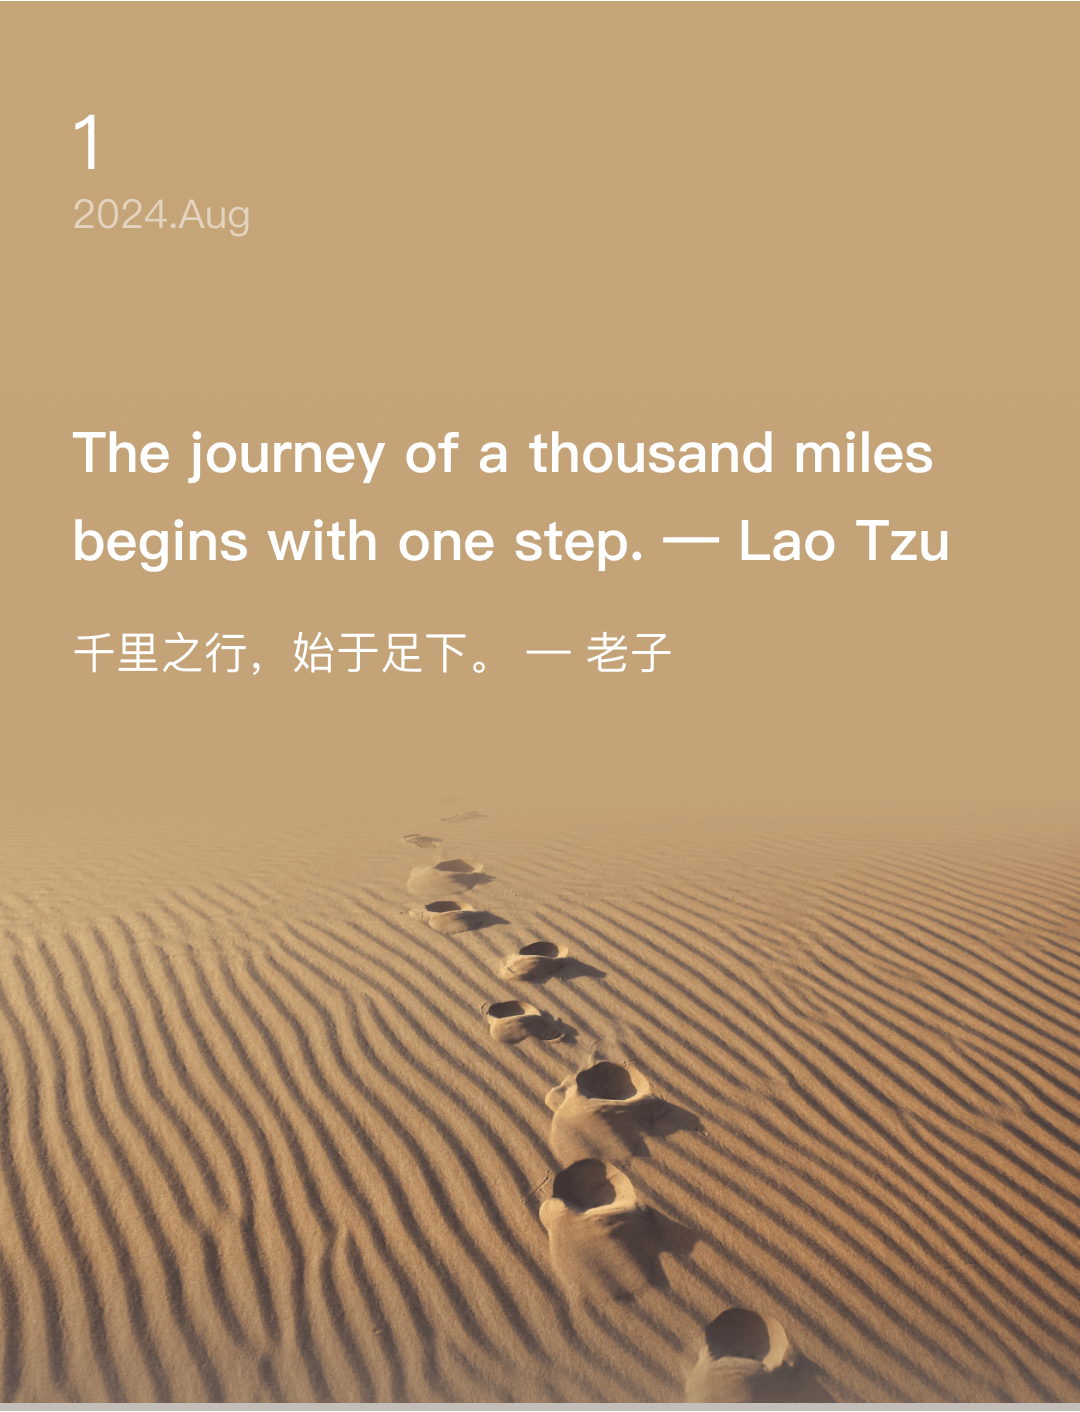 1
2024.Aug
The journey of a thousand miles
begins with one step. — Lao Tzu
千里之行，始于足下。 — 老子